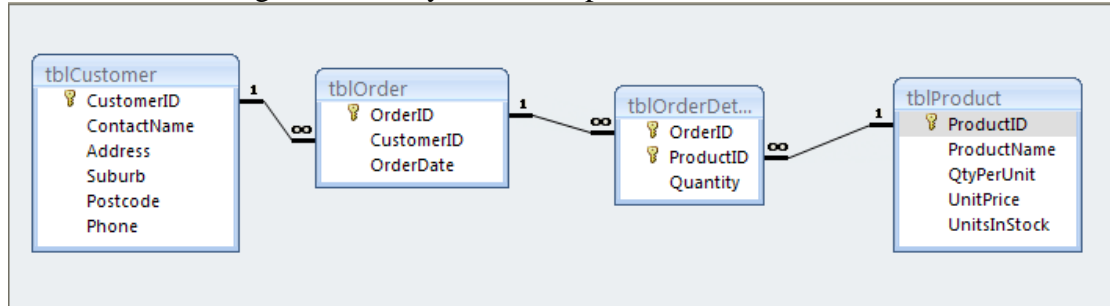 tblCustomer
CustomerID
ContactName
Address
Suburb
Postcode
Phone
1
∞
tblOrder
OrderID
CustomerID
OrderDate
1
∞
tblOrderDet...
OrderID
ProductID
Quantity
∞
1
tblProduct
ProductID
ProductName
QtyPerUnit
UnitPrice
UnitsInStock